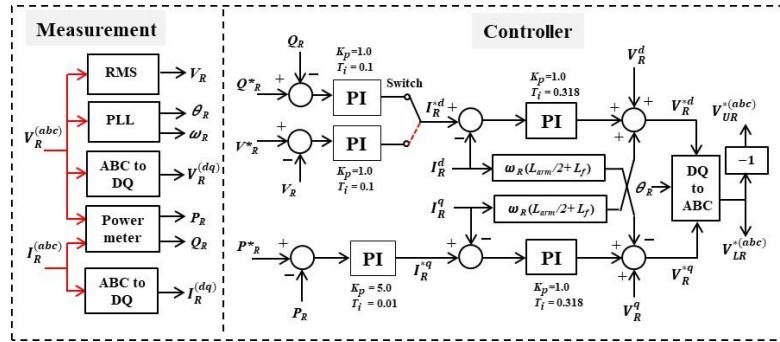 Measurement
RMS
V_R
PLL
θ_R
ω_R
V_R^(abc)
ABC to
DQ
V_R^(dq)
Power
meter
P_R
Q_R
I_R^(abc)
ABC to
DQ
I_R^(dq)
Controller
Q_R
K_p=1.0
T_i=0.1
Q*_R
+
−
PI
Switch
V*_R
+
−
PI
V_R
K_p=1.0
T_i=0.1
I_R^*d
+
−
K_p=1.0
T_i=0.318
PI
V_R^d
+
+
+
V_R^*d
I_R^d
ω_R(L_arm/2+L_f)
I_R^q
ω_R(L_arm/2+L_f)
θ_R
DQ
to
ABC
V_UR^*(abc)
−1
V_LR^*(abc)
P*_R
+
−
PI
P_R
K_p = 5.0
T_i = 0.01
I_R^*q
+
−
PI
K_p=1.0
T_i=0.318
+
−
+
V_R^*q
V_R^q